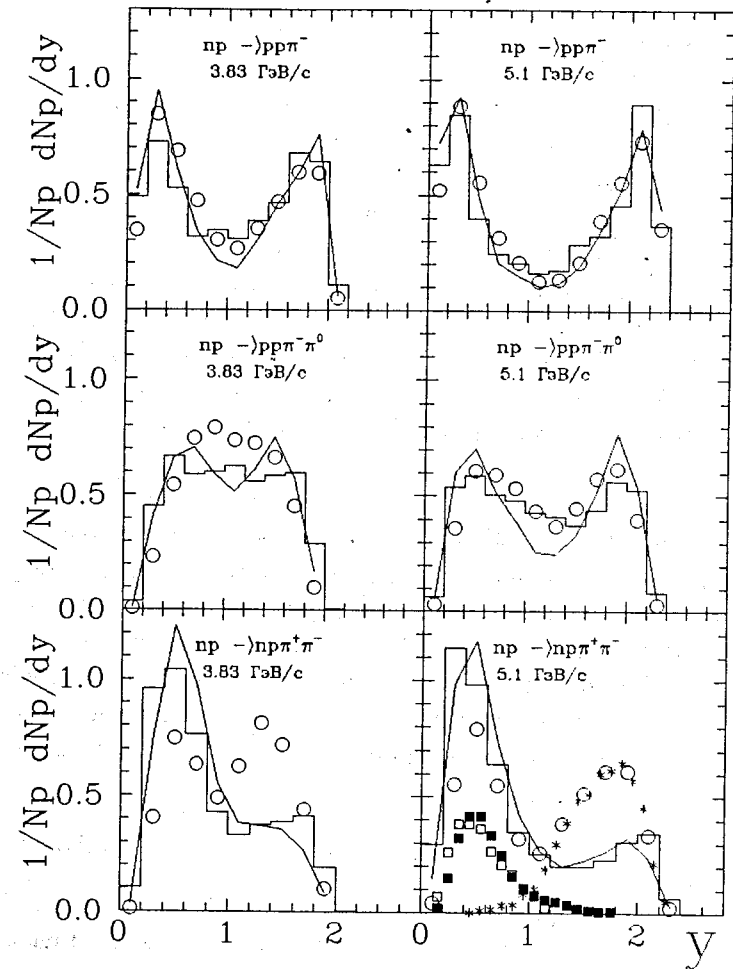 np –>ppπ⁻
3.83 ГэВ/с
np –>ppπ⁻
5.1 ГэВ/с
1/Np dNp/dy
1.0
0.5
0.0
np –>ppπ⁻π⁰
3.83 ГэВ/с
np –>ppπ⁻π⁰
5.1 ГэВ/с
1/Np dNp/dy
1.0
0.5
0.0
np –>npπ⁺π⁻
3.83 ГэВ/с
np –>npπ⁺π⁻
5.1 ГэВ/с
1/Np dNp/dy
1.0
0.5
0.0
0 1 2 0 1 2 y